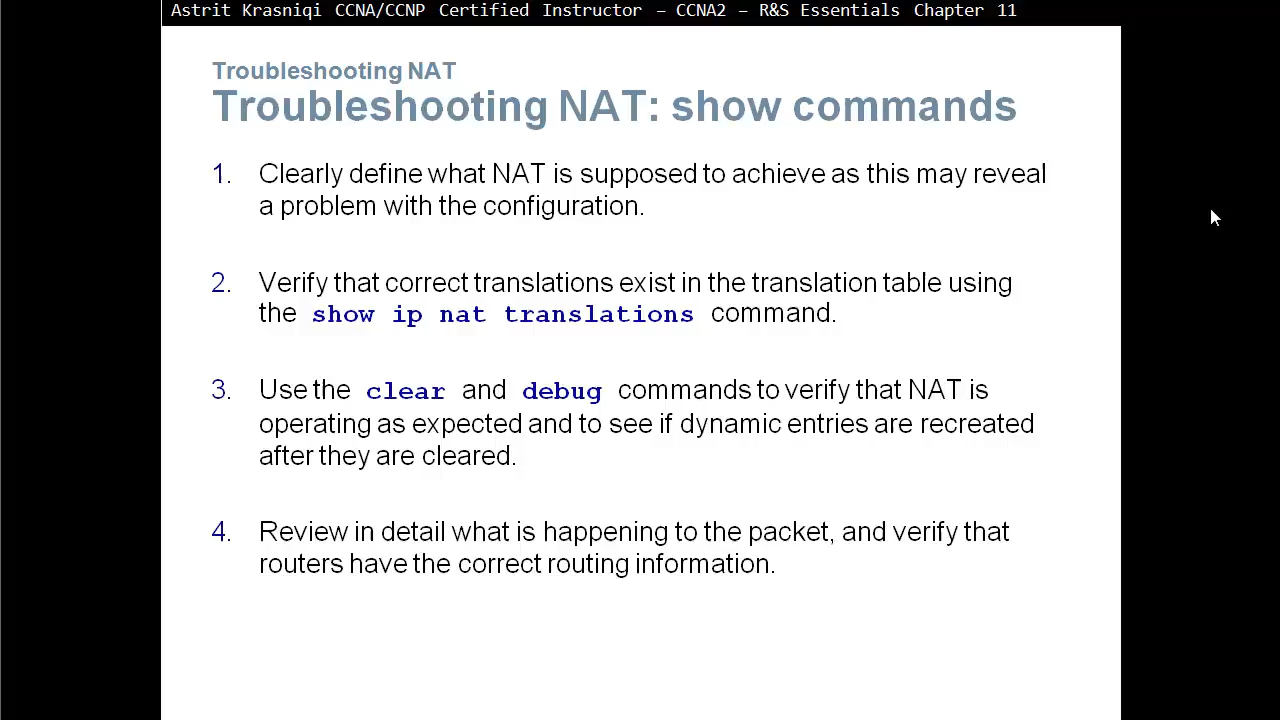 Astrit Krasniqi CCNA/CCNP Certified Instructor – CCNA2 – R&S Essentials Chapter 11
Troubleshooting NAT
Troubleshooting NAT: show commands
1. Clearly define what NAT is supposed to achieve as this may reveal
a problem with the configuration.
2. Verify that correct translations exist in the translation table using
the show ip nat translations command.
3. Use the clear and debug commands to verify that NAT is
operating as expected and to see if dynamic entries are recreated
after they are cleared.
4. Review in detail what is happening to the packet, and verify that
routers have the correct routing information.